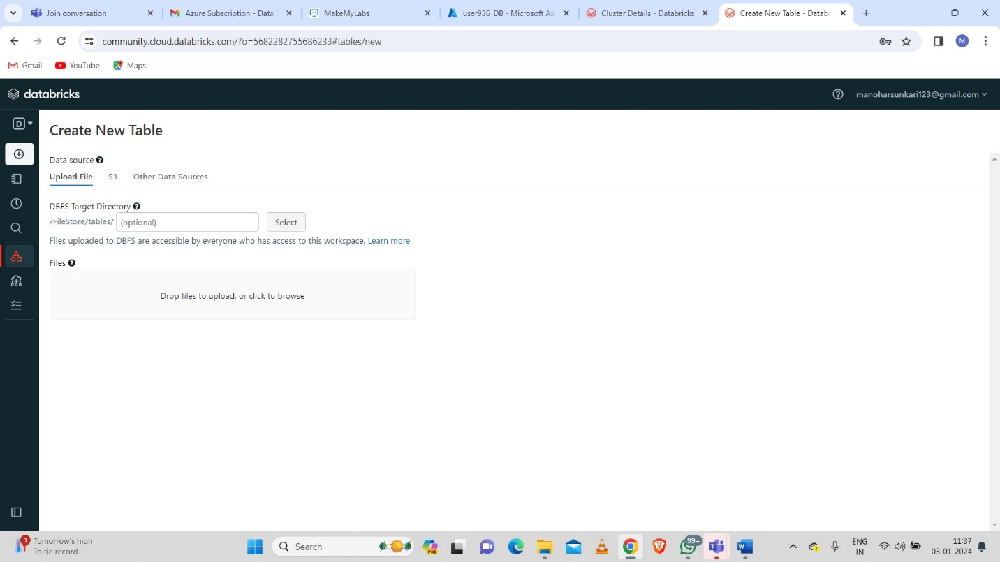 Join conversation
Azure Subscription - Data
MakeMyLabs
user936_DB - Microsoft Az
Cluster Details - Databricks
Create New Table - Databr
community.cloud.databricks.com/?o=5682282755686233#tables/new
M
Gmail
YouTube
Maps
databricks
manoharsunkari123@gmail.com
D
Create New Table
Data source
Upload File
S3
Other Data Sources
DBFS Target Directory
/FileStore/tables/
(optional)
Select
Files uploaded to DBFS are accessible by everyone who has access to this workspace. Learn more
Files
Drop files to upload, or click to browse
1
Tomorrow's high
To tie record
Search
PRE
99+
ENG
IN
11:37
03-01-2024